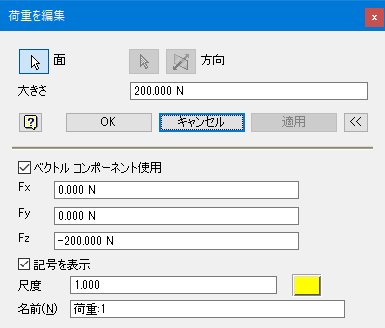 荷重を編集
面
方向
大きさ
200.000 N
OK
キャンセル
適用
<<
ベクトル コンポーネント使用
Fx
0.000 N
Fy
0.000 N
Fz
-200.000 N
記号を表示
尺度
1.000
名前(N)
荷重:1